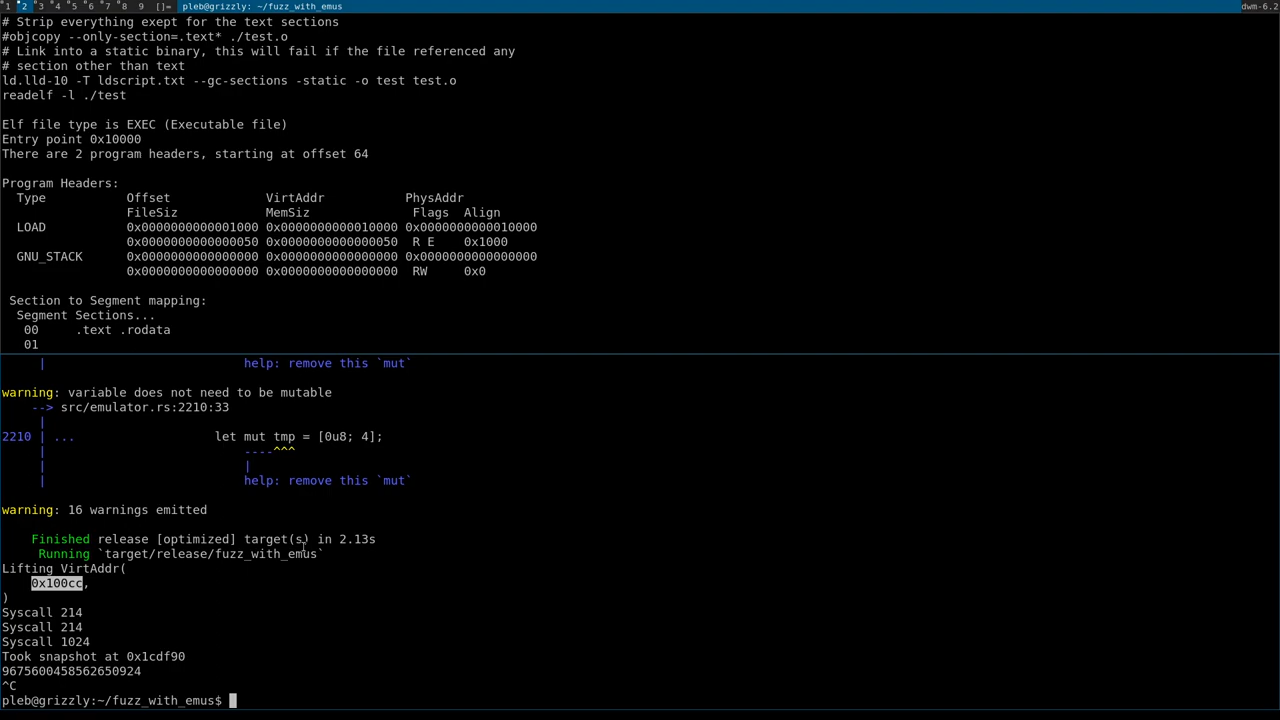 1 2 3 4 5 6 7 8 9 []= pleb@grizzly: ~/fuzz_with_emus dwm-6.2
# Strip everything exept for the text sections
#objcopy --only-section=.text* ./test.o
# Link into a static binary, this will fail if the file referenced any
# section other than text
ld.lld-10 -T ldscript.txt --gc-sections -static -o test test.o
readelf -l ./test
Elf file type is EXEC (Executable file)
Entry point 0x10000
There are 2 program headers, starting at offset 64
Program Headers:
Type Offset VirtAddr PhysAddr
FileSiz MemSiz Flags Align
LOAD 0x0000000000001000 0x0000000000010000 0x0000000000010000
0x0000000000000050 0x0000000000000050 R E 0x1000
GNU_STACK 0x0000000000000000 0x0000000000000000 0x0000000000000000
0x0000000000000000 0x0000000000000000 RW 0x0
Section to Segment mapping:
Segment Sections...
00 .text .rodata
01
| help: remove this `mut`
warning: variable does not need to be mutable
--> src/emulator.rs:2210:33
|
2210 | ... let mut tmp = [0u8; 4];
| ----^^^
| |
| help: remove this `mut`
warning: 16 warnings emitted
Finished release [optimized] target(s) in 2.13s
Running `target/release/fuzz_with_emus`
Lifting VirtAddr(
0x100cc,
)
Syscall 214
Syscall 214
Syscall 1024
Took snapshot at 0x1cdf90
9675600458562650924
^C
pleb@grizzly:~/fuzz_with_emus$